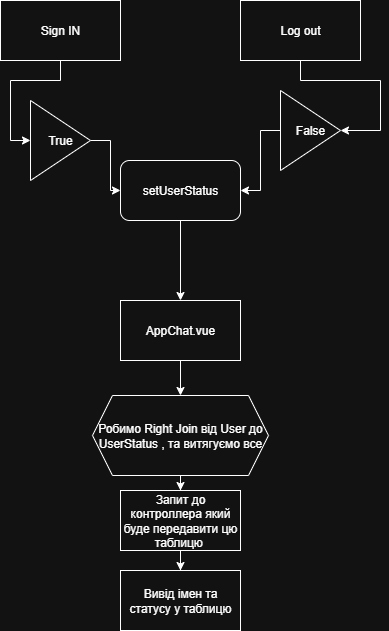 Sign IN
Log out
True
False
setUserStatus
AppChat.vue
Робимо Right Join від User до
UserStatus , та витягуємо все
Запит до
контроллера який
буде передавити цю
таблицю
Вивід імен та
статусу у таблицю